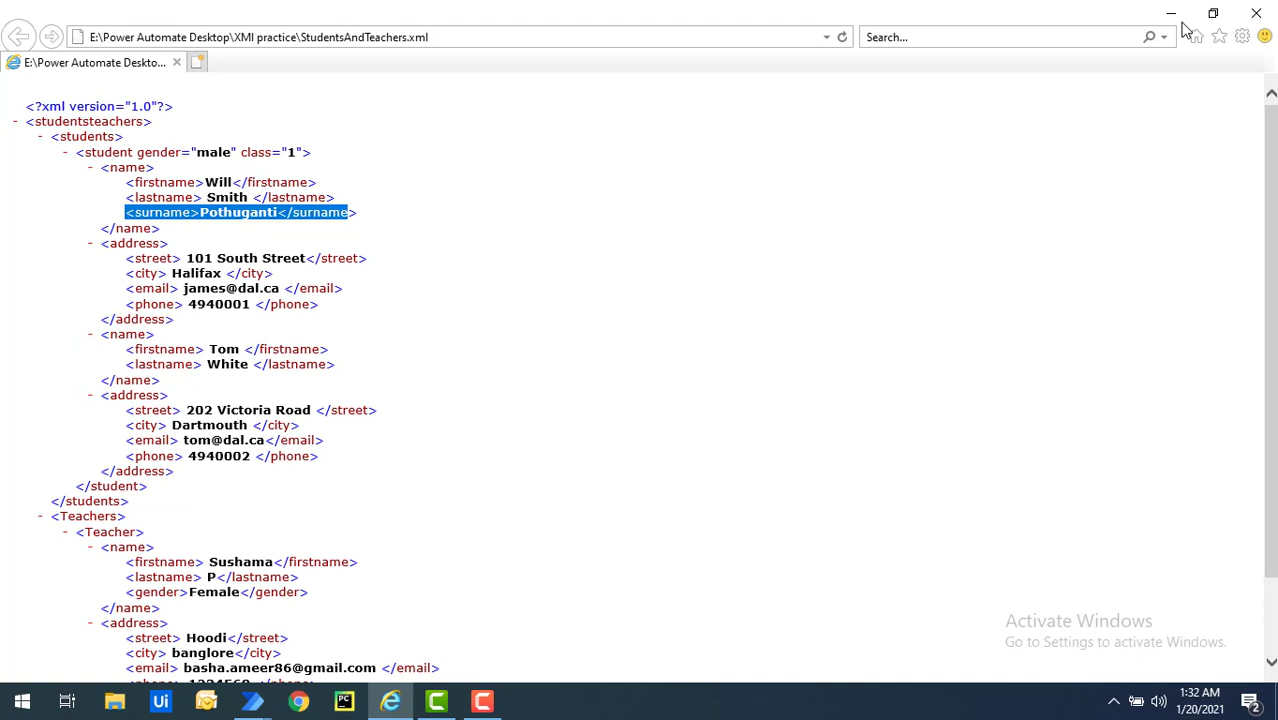 E:\Power Automate Desktop\XMl practice\StudentsAndTeachers.xml
Search...
E:\Power Automate Deskto...
<?xml version="1.0"?>
- <studentsteachers>
- <students>
- <student gender="male" class="1">
- <name>
<firstname>Will</firstname>
<lastname> Smith </lastname>
<surname>Pothuganti</surname>
</name>
- <address>
<street> 101 South Street</street>
<city> Halifax </city>
<email> james@dal.ca </email>
<phone> 4940001 </phone>
</address>
- <name>
<firstname> Tom </firstname>
<lastname> White </lastname>
</name>
- <address>
<street> 202 Victoria Road </street>
<city> Dartmouth </city>
<email> tom@dal.ca</email>
<phone> 4940002 </phone>
</address>
</student>
</students>
- <Teachers>
- <Teacher>
- <name>
<firstname> Sushama</firstname>
<lastname> P</lastname>
<gender>Female</gender>
</name>
- <address>
<street> Hoodi</street>
<city> banglore</city>
<email> basha.ameer86@gmail.com </email>
Activate Windows
Go to Settings to activate Windows.
Ui
PC
1:32 AM
1/20/2021
2